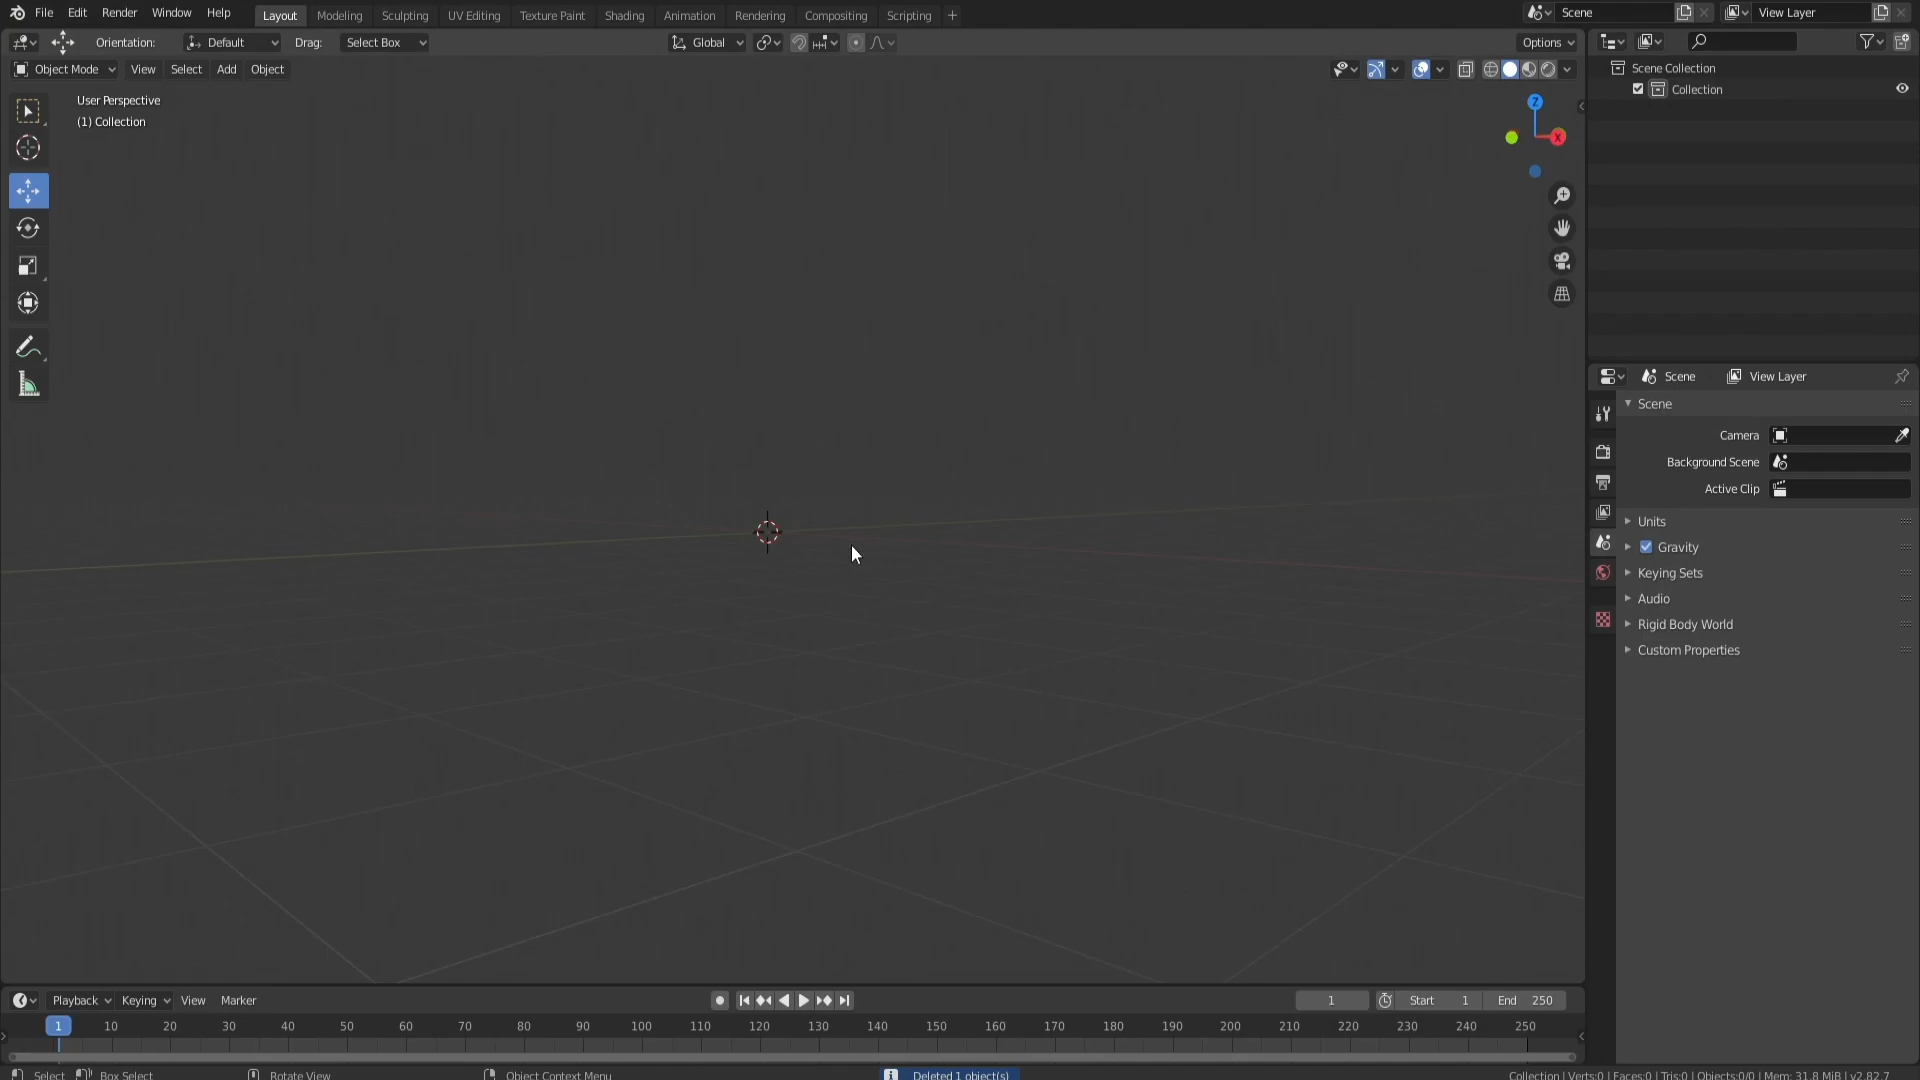 File Edit Render Window Help Layout Modeling Sculpting UV Editing Texture Paint Shading Animation Rendering Compositing Scripting + Scene View Layer
Orientation: Default Drag: Select Box Global Options
Object Mode View Select Add Object
User Perspective
(1) Collection
Z
X
Scene Collection
Collection
Scene View Layer
Scene
Camera
Background Scene
Active Clip
Units
Gravity
Keying Sets
Audio
Rigid Body World
Custom Properties
Playback Keying View Marker 1 Start 1 End 250
1 10 20 30 40 50 60 70 80 90 100 110 120 130 140 150 160 170 180 190 200 210 220 230 240 250
Select Box Select Rotate View Object Context Menu Deleted 1 object(s) Collection | Verts:0 | Faces:0 | Tris:0 | Objects:0/0 | Mem: 31.8 MiB | v2.82.7